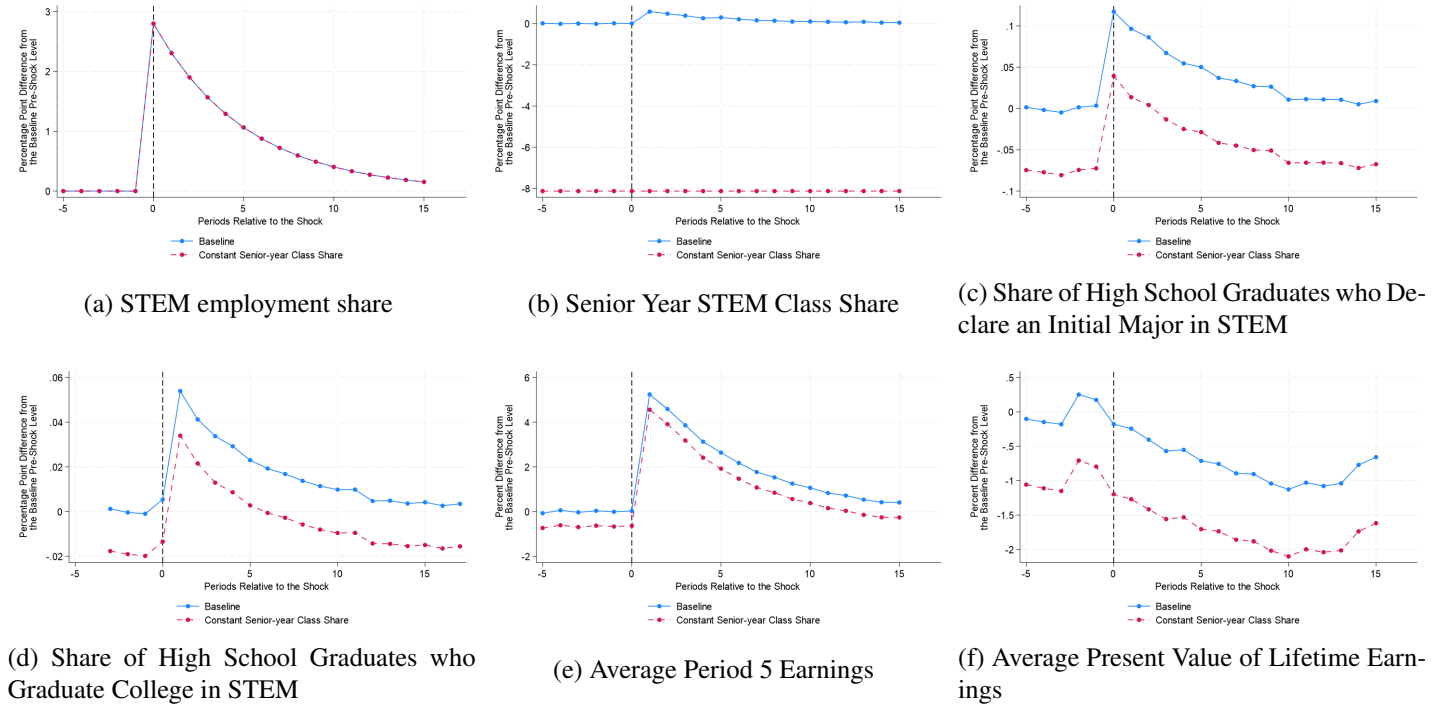 Percentage Point Difference from
the Baseline Pre-Shock Level
3
2
1
0
-5
0
5
10
15
Periods Relative to the Shock
Baseline
Constant Senior-year Class Share
(a) STEM employment share
Percentage Point Difference from
the Baseline Pre-Shock Level
0
-2
-4
-6
-8
-5
0
5
10
15
Periods Relative to the Shock
Baseline
Constant Senior-year Class Share
(b) Senior Year STEM Class Share
Percentage Point Difference from
the Baseline Pre-Shock Level
.1
.05
0
-.05
-.1
-5
0
5
10
15
Periods Relative to the Shock
Baseline
Constant Senior-year Class Share
(c) Share of High School Graduates who De-
clare an Initial Major in STEM
Percentage Point Difference from
the Baseline Pre-Shock Level
.06
.04
.02
0
-.02
-5
0
5
10
15
Periods Relative to the Shock
Baseline
Constant Senior-year Class Share
(d) Share of High School Graduates who
Graduate College in STEM
Percent Difference from
the Baseline Pre-Shock Level
6
4
2
0
-2
-5
0
5
10
15
Periods Relative to the Shock
Baseline
Constant Senior-year Class Share
(e) Average Period 5 Earnings
Percent Difference from
the Baseline Pre-Shock Level
.5
0
-.5
-1
-1.5
-2
-5
0
5
10
15
Periods Relative to the Shock
Baseline
Constant Senior-year Class Share
(f) Average Present Value of Lifetime Earn-
ings